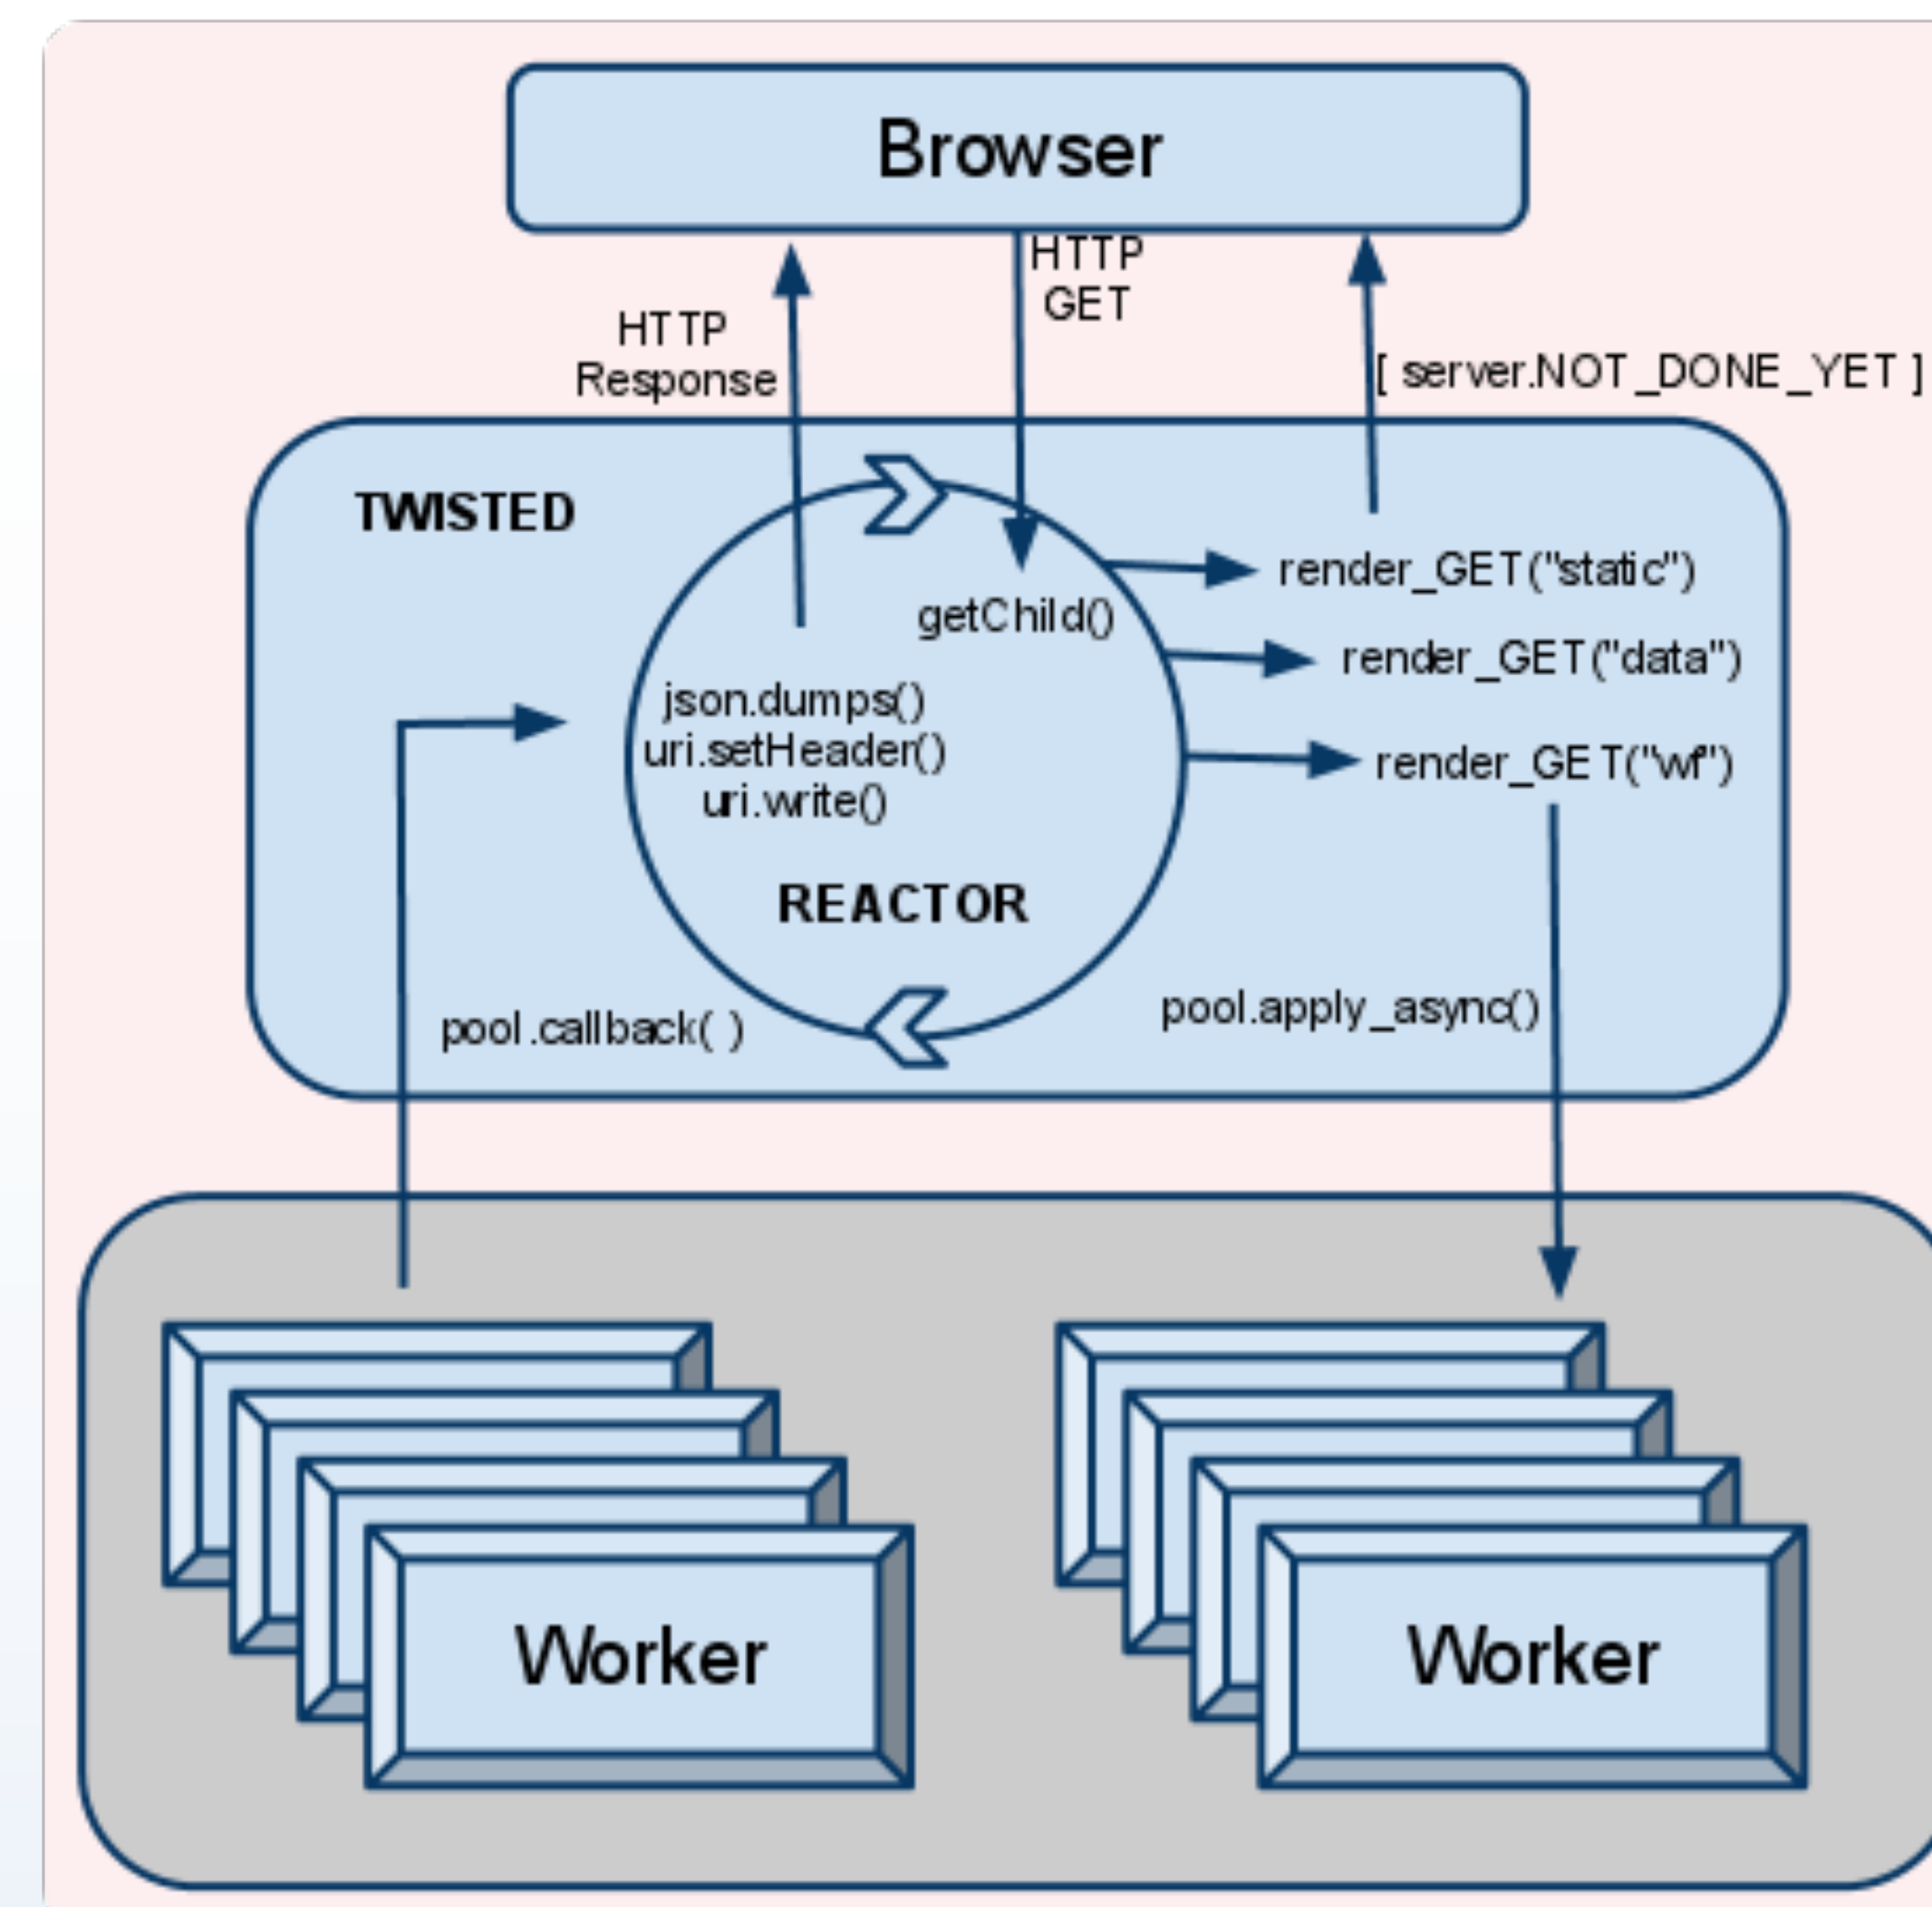 Browser
HTTP
GET
HTTP
Response
[ server.NOT_DONE_YET ]
TWISTED
render_GET("static")
getChild()
render_GET("data")
json.dumps()
uri.setHeader()
uri.write()
render_GET("wf")
REACTOR
pool.callback( )
pool.apply_async()
Worker
Worker